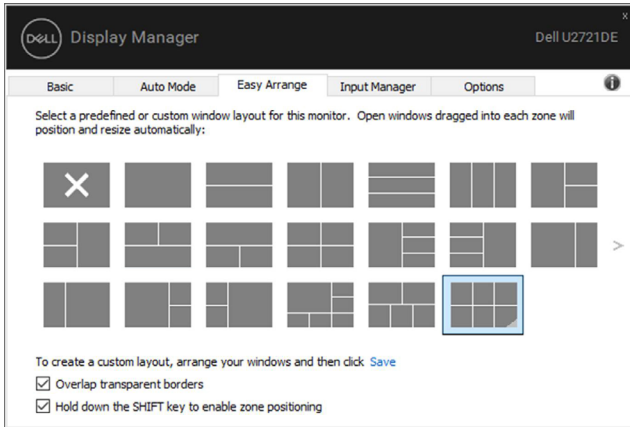 x
DELL Display Manager
Dell U2721DE
Basic Auto Mode Easy Arrange Input Manager Options
Select a predefined or custom window layout for this monitor. Open windows dragged into each zone will
position and resize automatically:
To create a custom layout, arrange your windows and then click Save
Overlap transparent borders
Hold down the SHIFT key to enable zone positioning